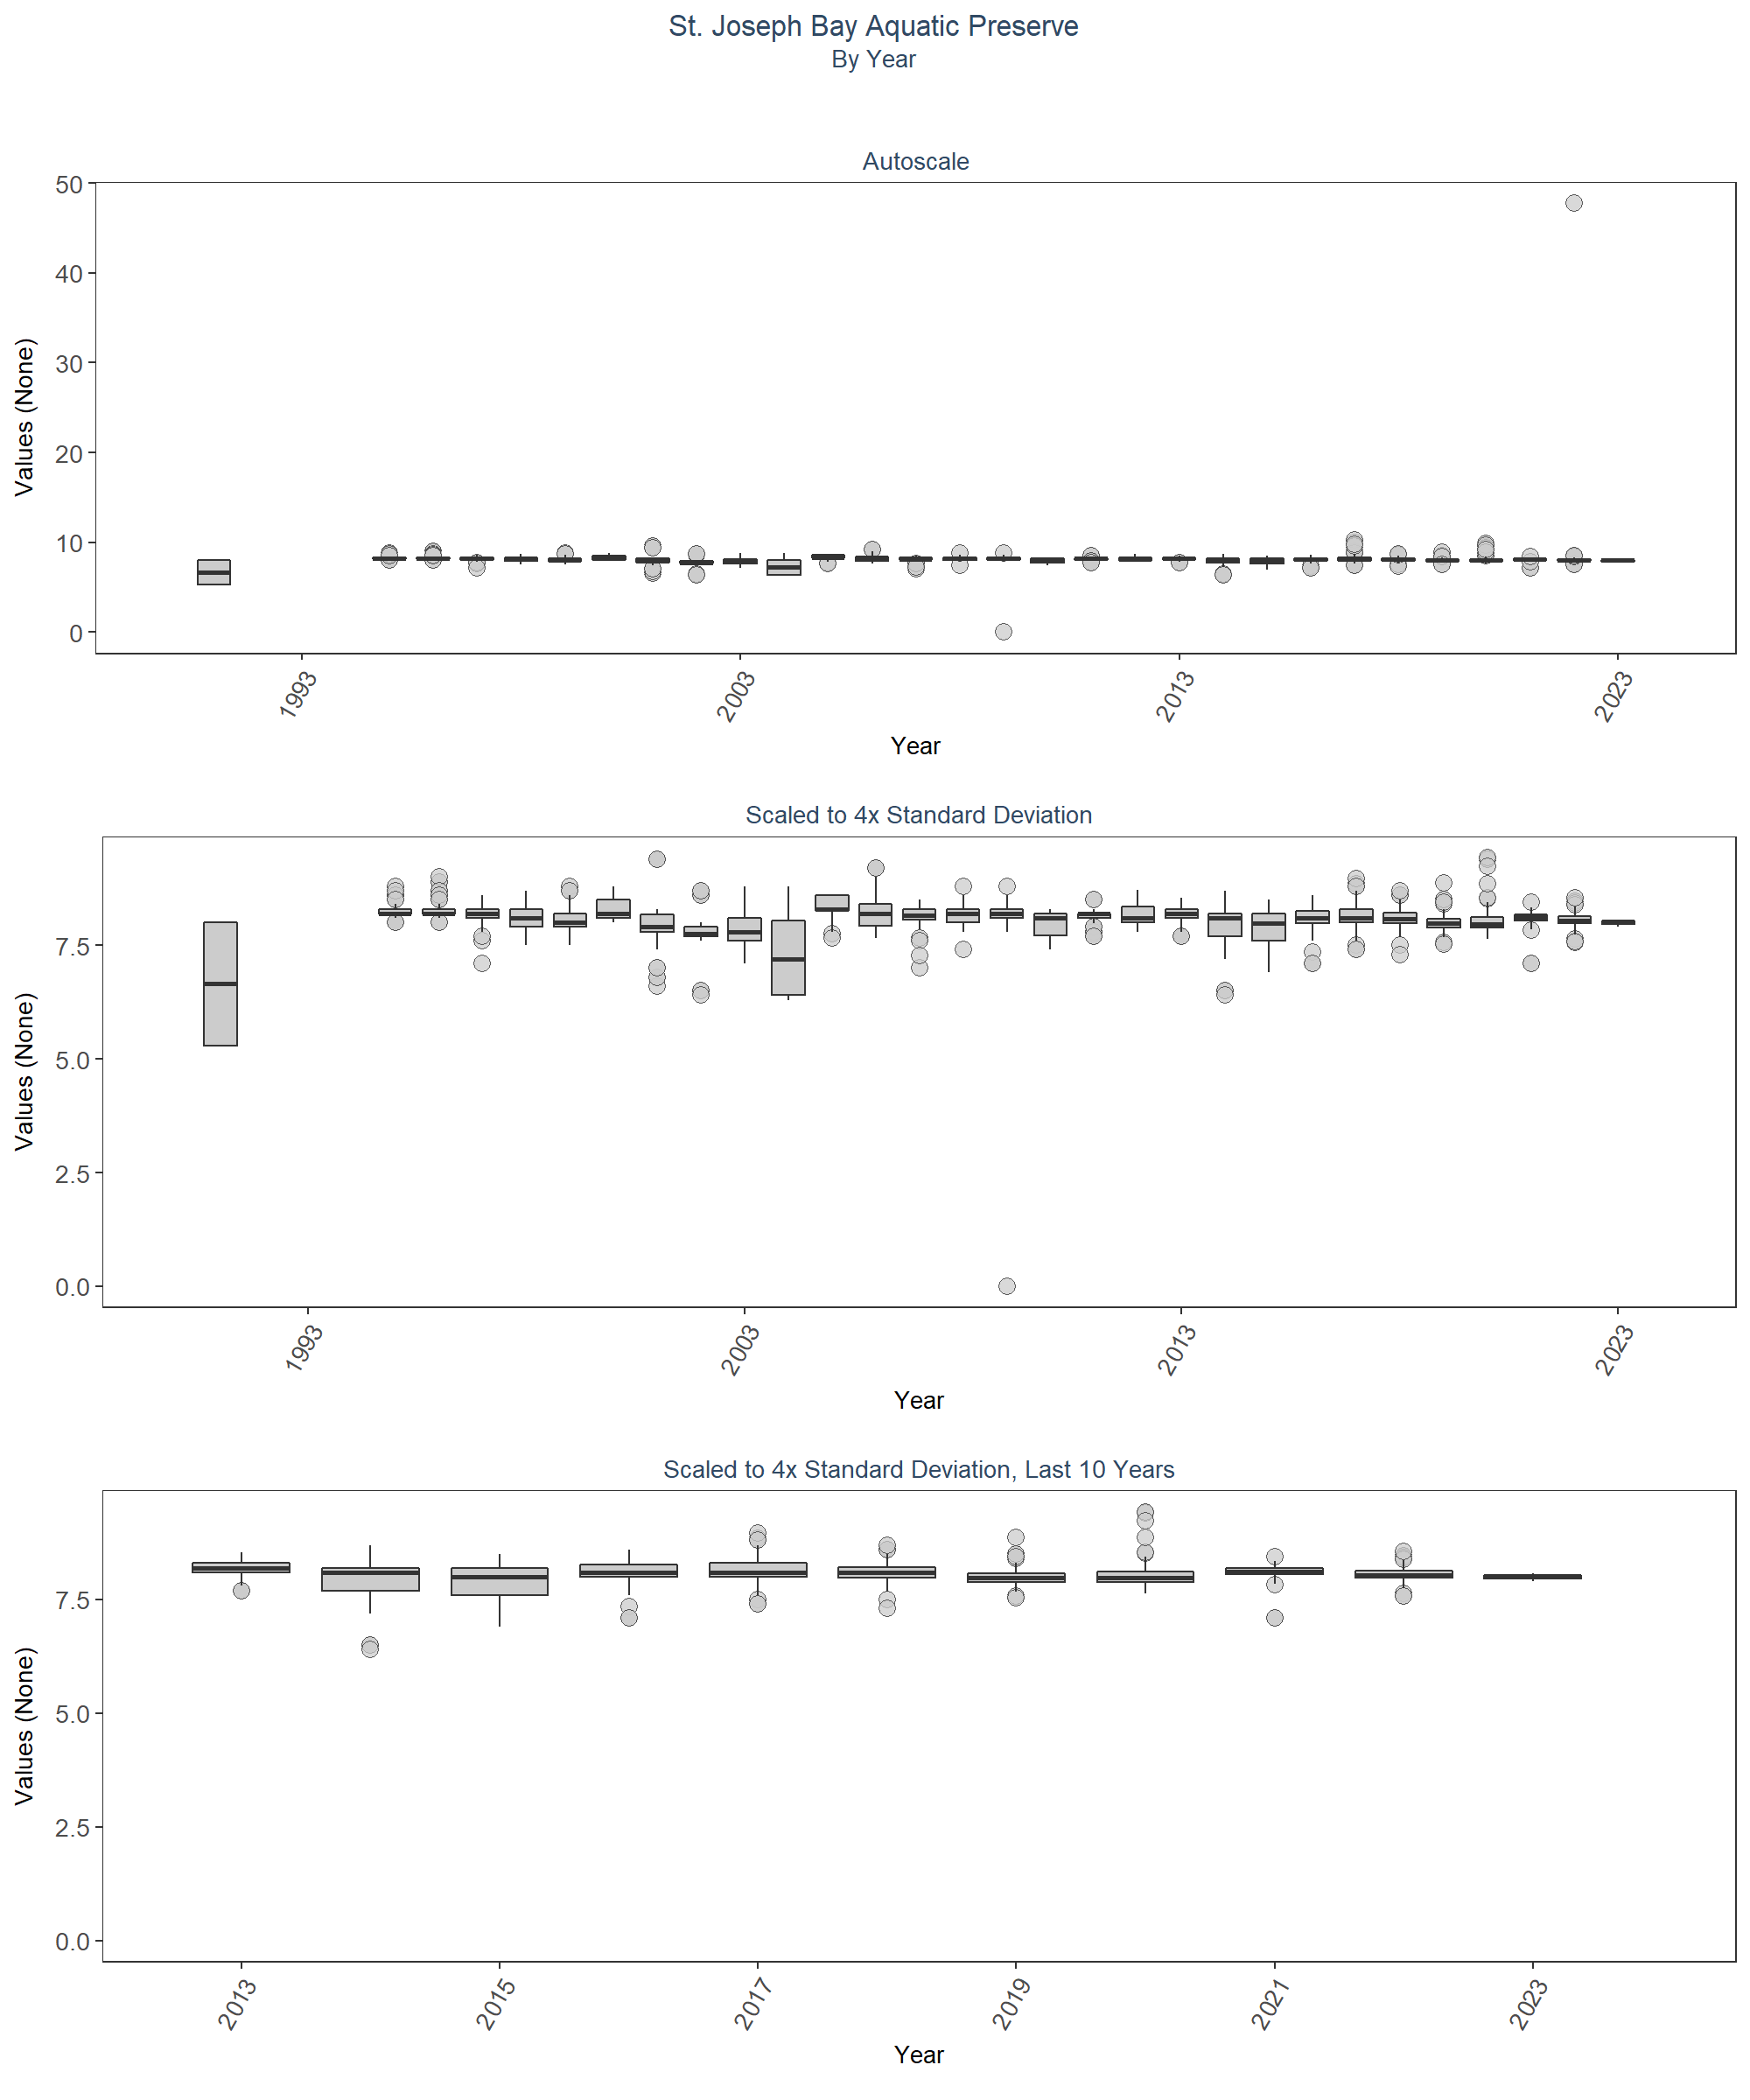 St. Joseph Bay Aquatic Preserve
By Year
Autoscale
Values (None)
50
40
30
20
10
0
1993
2003
2013
2023
Year
Scaled to 4x Standard Deviation
Values (None)
7.5
5.0
2.5
0.0
1993
2003
2013
2023
Year
Scaled to 4x Standard Deviation, Last 10 Years
Values (None)
7.5
5.0
2.5
0.0
2013
2015
2017
2019
2021
2023
Year